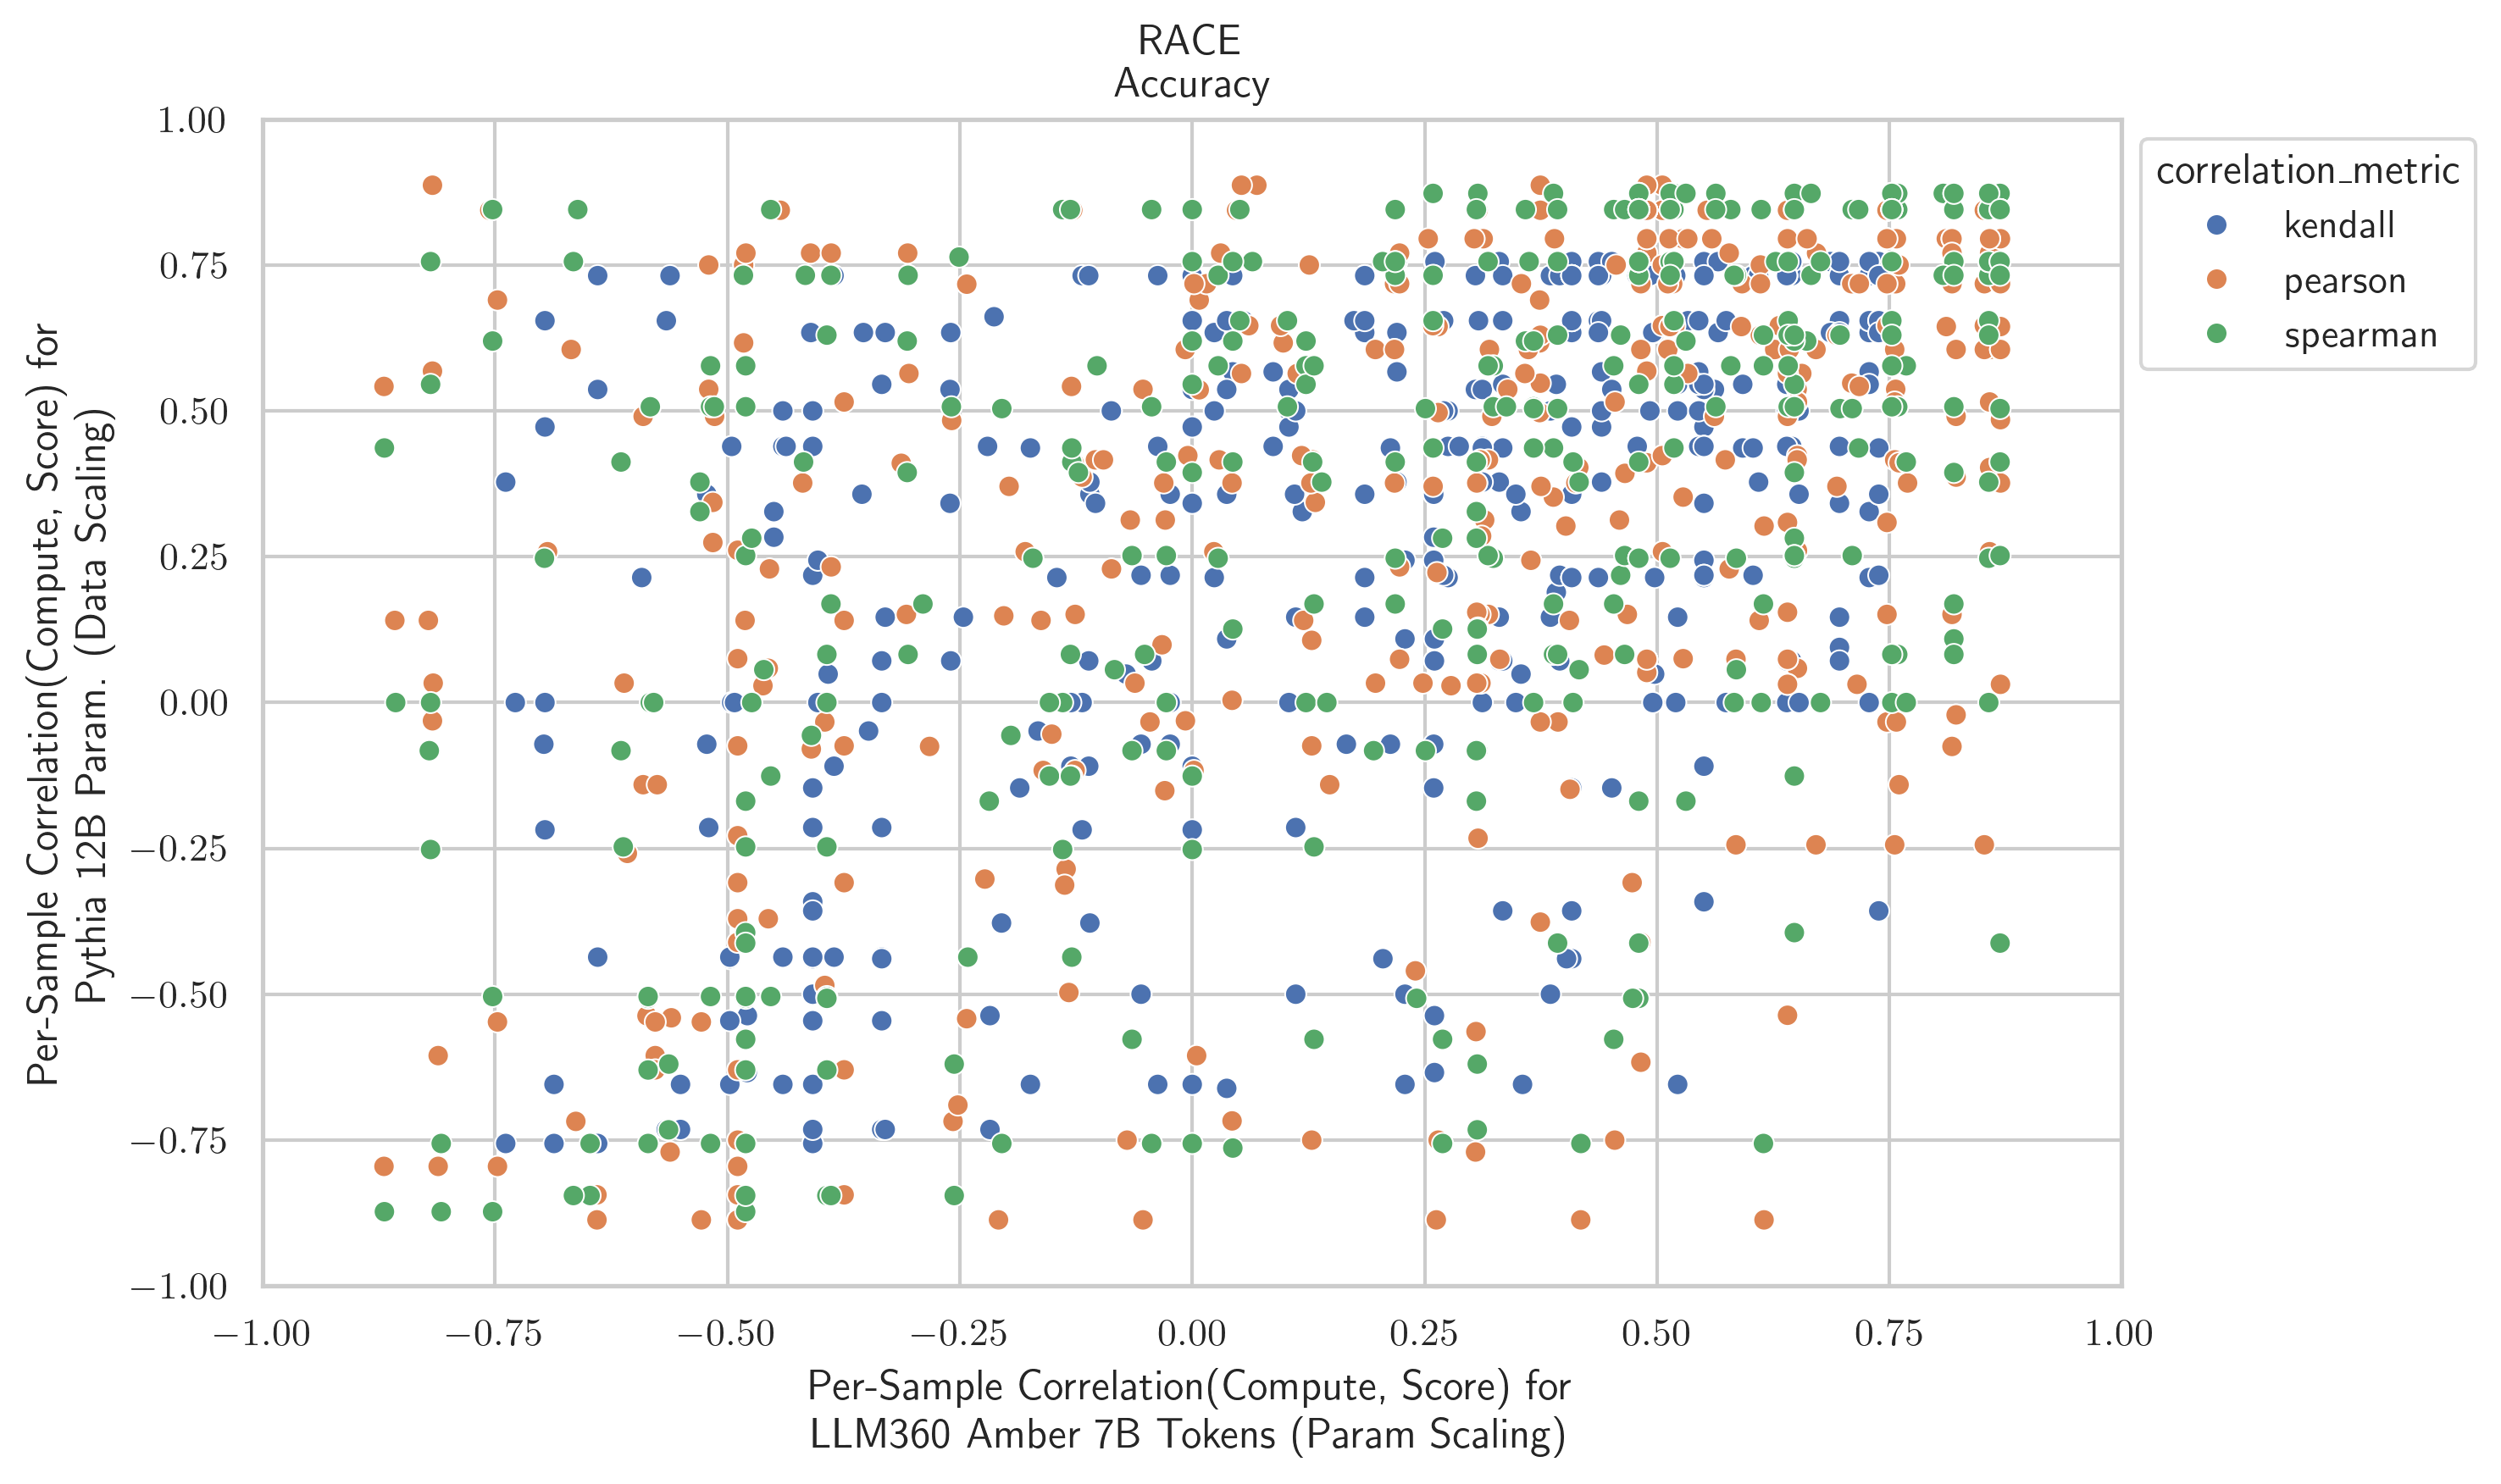 RACE
Accuracy
Per-Sample Correlation(Compute, Score) for
Pythia 12B Param. (Data Scaling)
1.00
0.75
0.50
0.25
0.00
−0.25
−0.50
−0.75
−1.00
−1.00 −0.75 −0.50 −0.25 0.00 0.25 0.50 0.75 1.00
Per-Sample Correlation(Compute, Score) for
LLM360 Amber 7B Tokens (Param Scaling)
correlation_metric
kendall
pearson
spearman